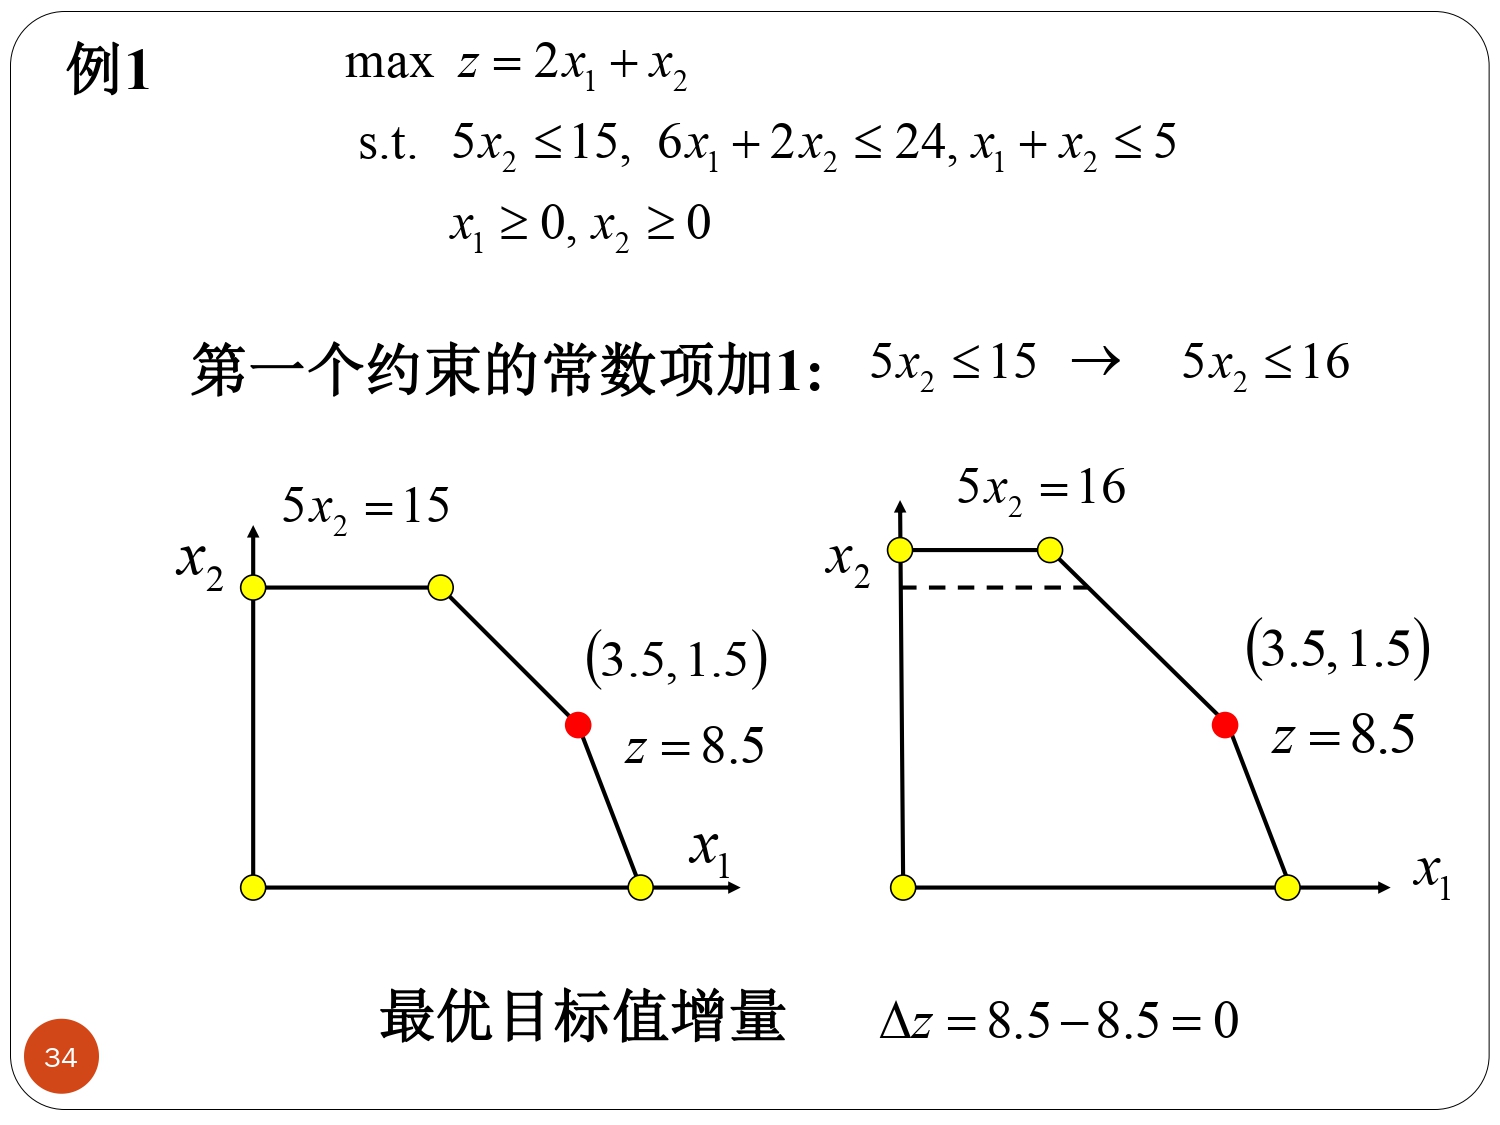 例1
max z = 2x₁ + x₂
s.t. 5x₂ ≤ 15, 6x₁ + 2x₂ ≤ 24, x₁ + x₂ ≤ 5
x₁ ≥ 0, x₂ ≥ 0
第一个约束的常数项加1: 5x₂ ≤ 15 → 5x₂ ≤ 16
5x₂ = 15
x₂
(3.5, 1.5)
z = 8.5
x₁
5x₂ = 16
x₂
(3.5, 1.5)
z = 8.5
x₁
最优目标值增量 Δz = 8.5 − 8.5 = 0
34